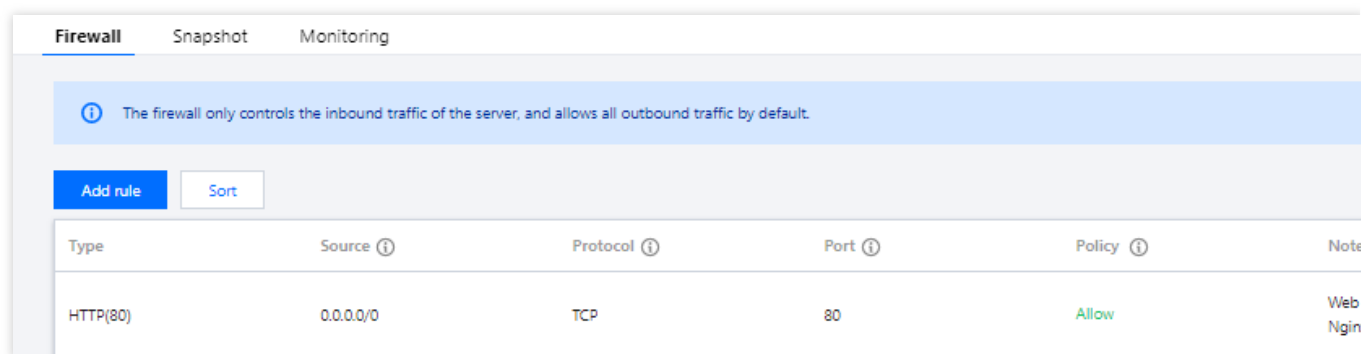 Firewall Snapshot Monitoring
The firewall only controls the inbound traffic of the server, and allows all outbound traffic by default.
Add rule Sort
Type Source Protocol Port Policy Note
HTTP(80) 0.0.0.0/0 TCP 80 Allow Web
Ngin